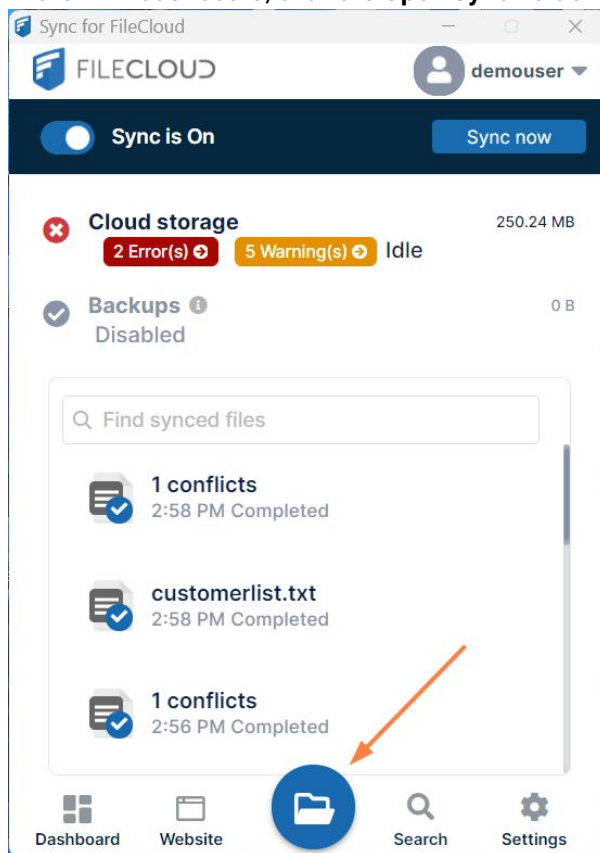 Sync for FileCloud
FILECLOUD
demouser
Sync is On
Sync now
Cloud storage
250.24 MB
2 Error(s)
5 Warning(s)
Idle
Backups
0 B
Disabled
Find synced files
1 conflicts
2:58 PM Completed
customerlist.txt
2:58 PM Completed
1 conflicts
2:56 PM Completed
Dashboard
Website
Search
Settings